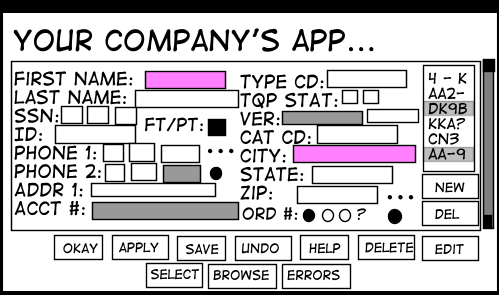 YOUR COMPANY'S APP...
FIRST NAME:
LAST NAME:
SSN:
ID:
FT/PT:
PHONE 1:
...
PHONE 2:
ADDR 1:
ACCT #:
TYPE CD:
TQP STAT:
VER:
CAT CD:
CITY:
STATE:
ZIP:
...
ORD #: ?
4 - K
AA2-
DK9B
KKA?
CN3
AA-9
NEW
DEL
OKAY APPLY SAVE UNDO HELP DELETE EDIT
SELECT BROWSE ERRORS